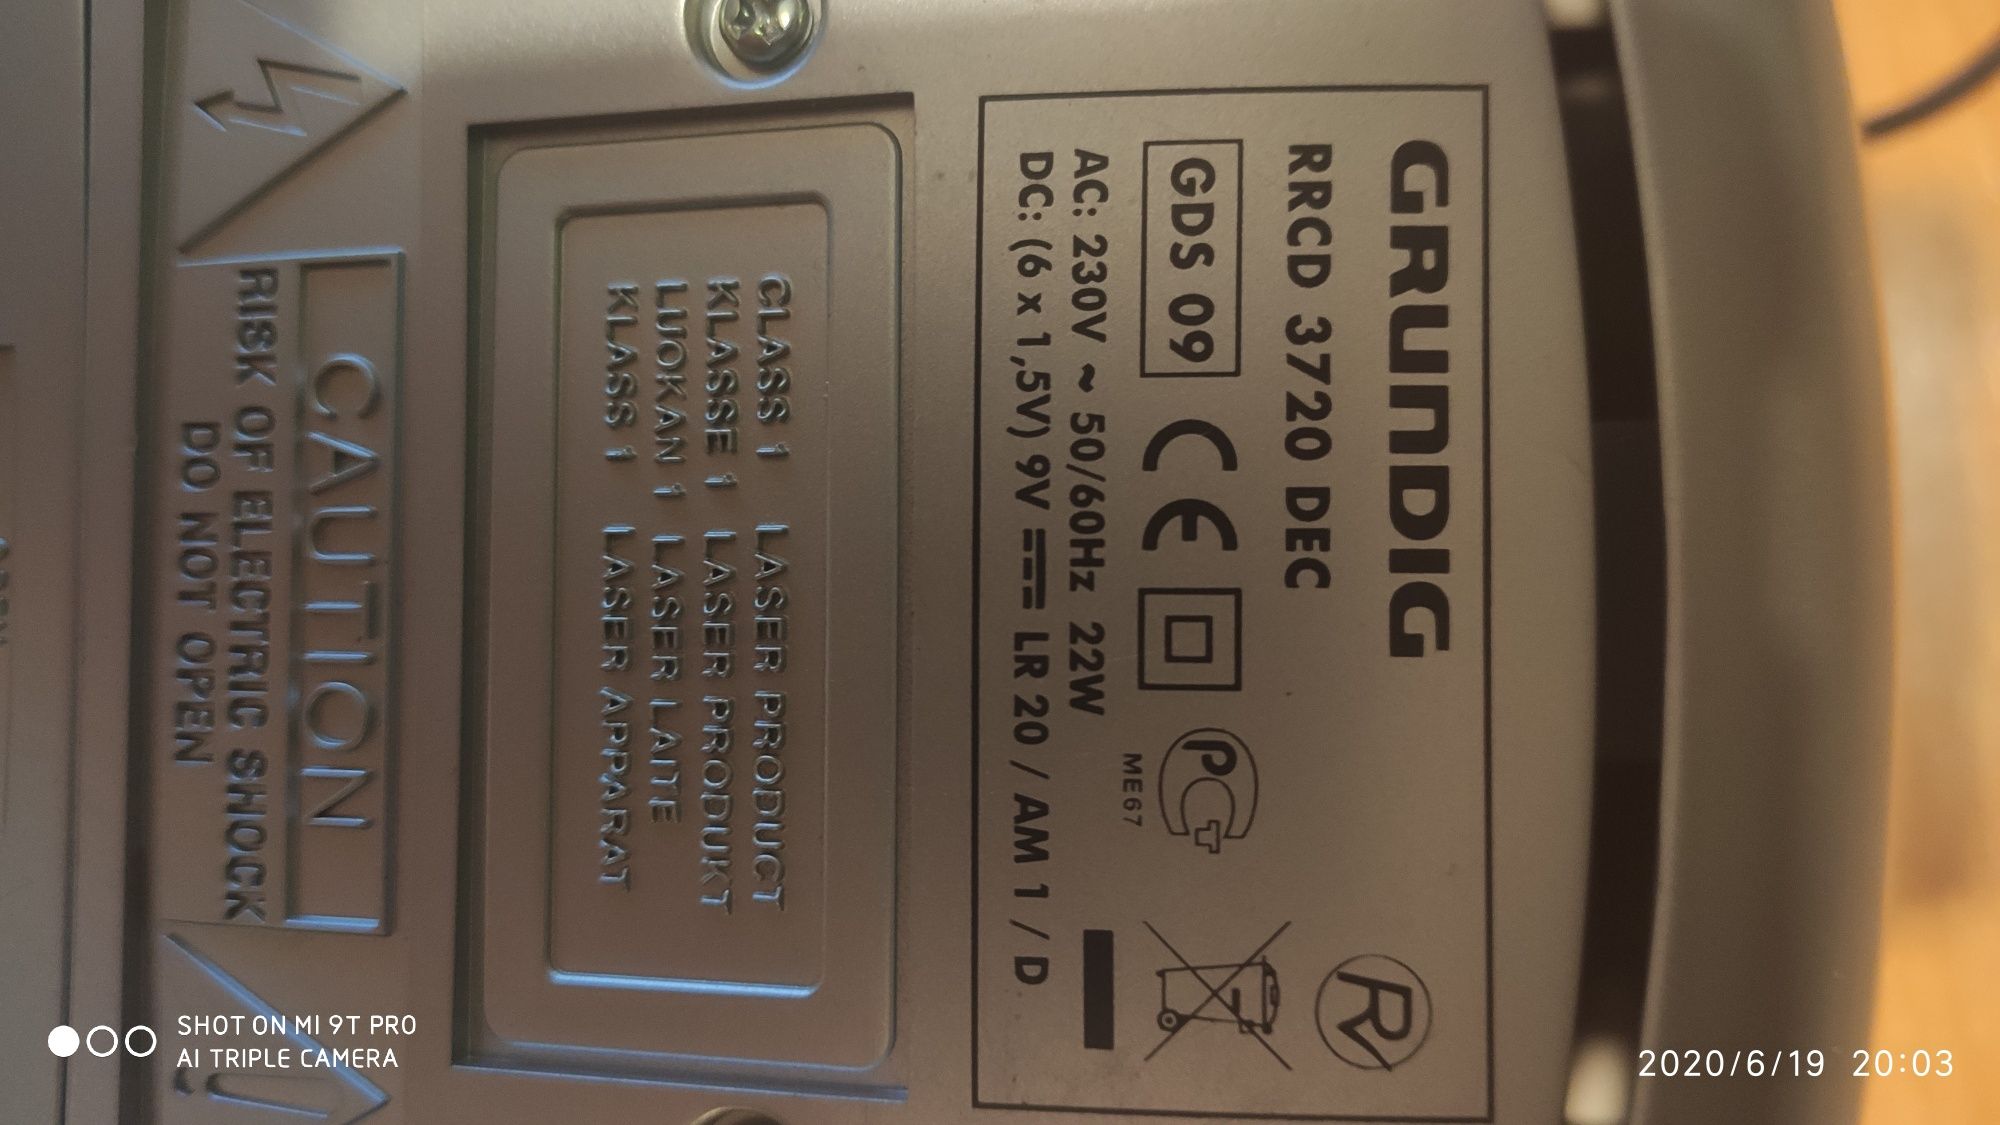 GRUNDIG
RRCD 3720 DEC
R
GDS 09 CE PCT
ME67
AC: 230V ~ 50/60Hz 22W
DC: (6 x 1,5V) 9V LR 20 / AM 1 / D
CLASS 1 LASER PRODUCT
KLASSE 1 LASER PRODUKT
LUOKAN 1 LASER LAITE
KLASS 1 LASER APPARAT
CAUTION
RISK OF ELECTRIC SHOCK
DO NOT OPEN
SHOT ON MI 9T PRO
AI TRIPLE CAMERA
2020/6/19 20:03